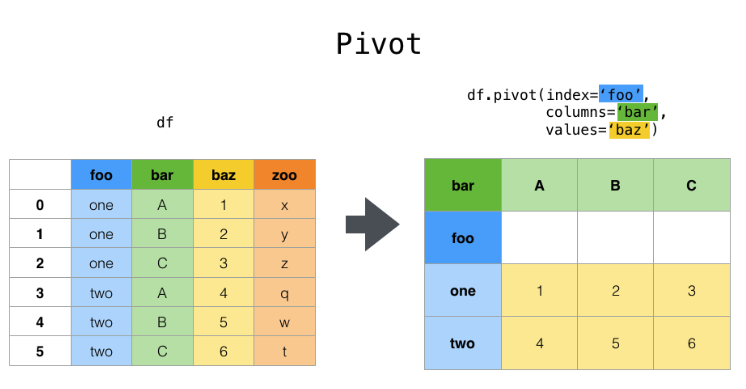 Pivot
df
df.pivot(index=‘foo’,
columns=‘bar’,
values=‘baz’)
foo bar baz zoo
0 one A 1 x
1 one B 2 y
2 one C 3 z
3 two A 4 q
4 two B 5 w
5 two C 6 t
bar A B C
foo
one 1 2 3
two 4 5 6